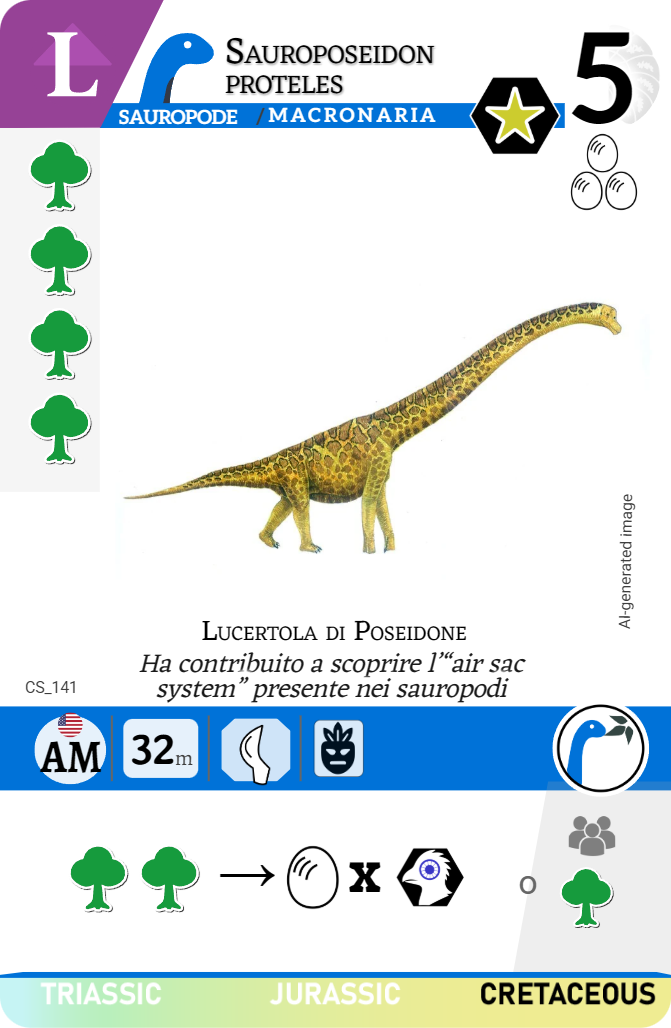 L
SAUROPOSEIDON
PROTELES
5
SAUROPODE / MACRONARIA
AI-generated image
LUCERTOLA DI POSEIDONE
Ha contribuito a scoprire l'“air sac
system” presente nei sauropodi
CS_141
AM
32m
x
o
TRIASSIC JURASSIC CRETACEOUS